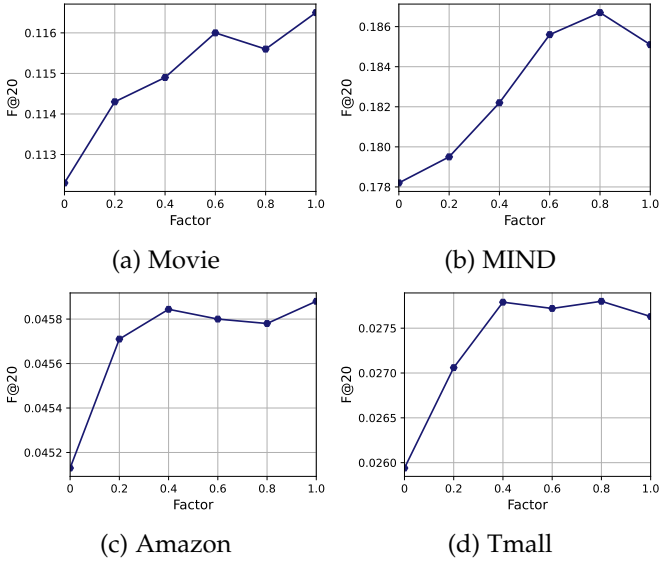 0.116
0.115
0.114
0.113
F@20
0 0.2 0.4 0.6 0.8 1.0
Factor
(a) Movie
0.186
0.184
0.182
0.180
0.178
F@20
0 0.2 0.4 0.6 0.8 1.0
Factor
(b) MIND
0.0458
0.0456
0.0454
0.0452
F@20
0 0.2 0.4 0.6 0.8 1.0
Factor
(c) Amazon
0.0275
0.0270
0.0265
0.0260
F@20
0 0.2 0.4 0.6 0.8 1.0
Factor
(d) Tmall